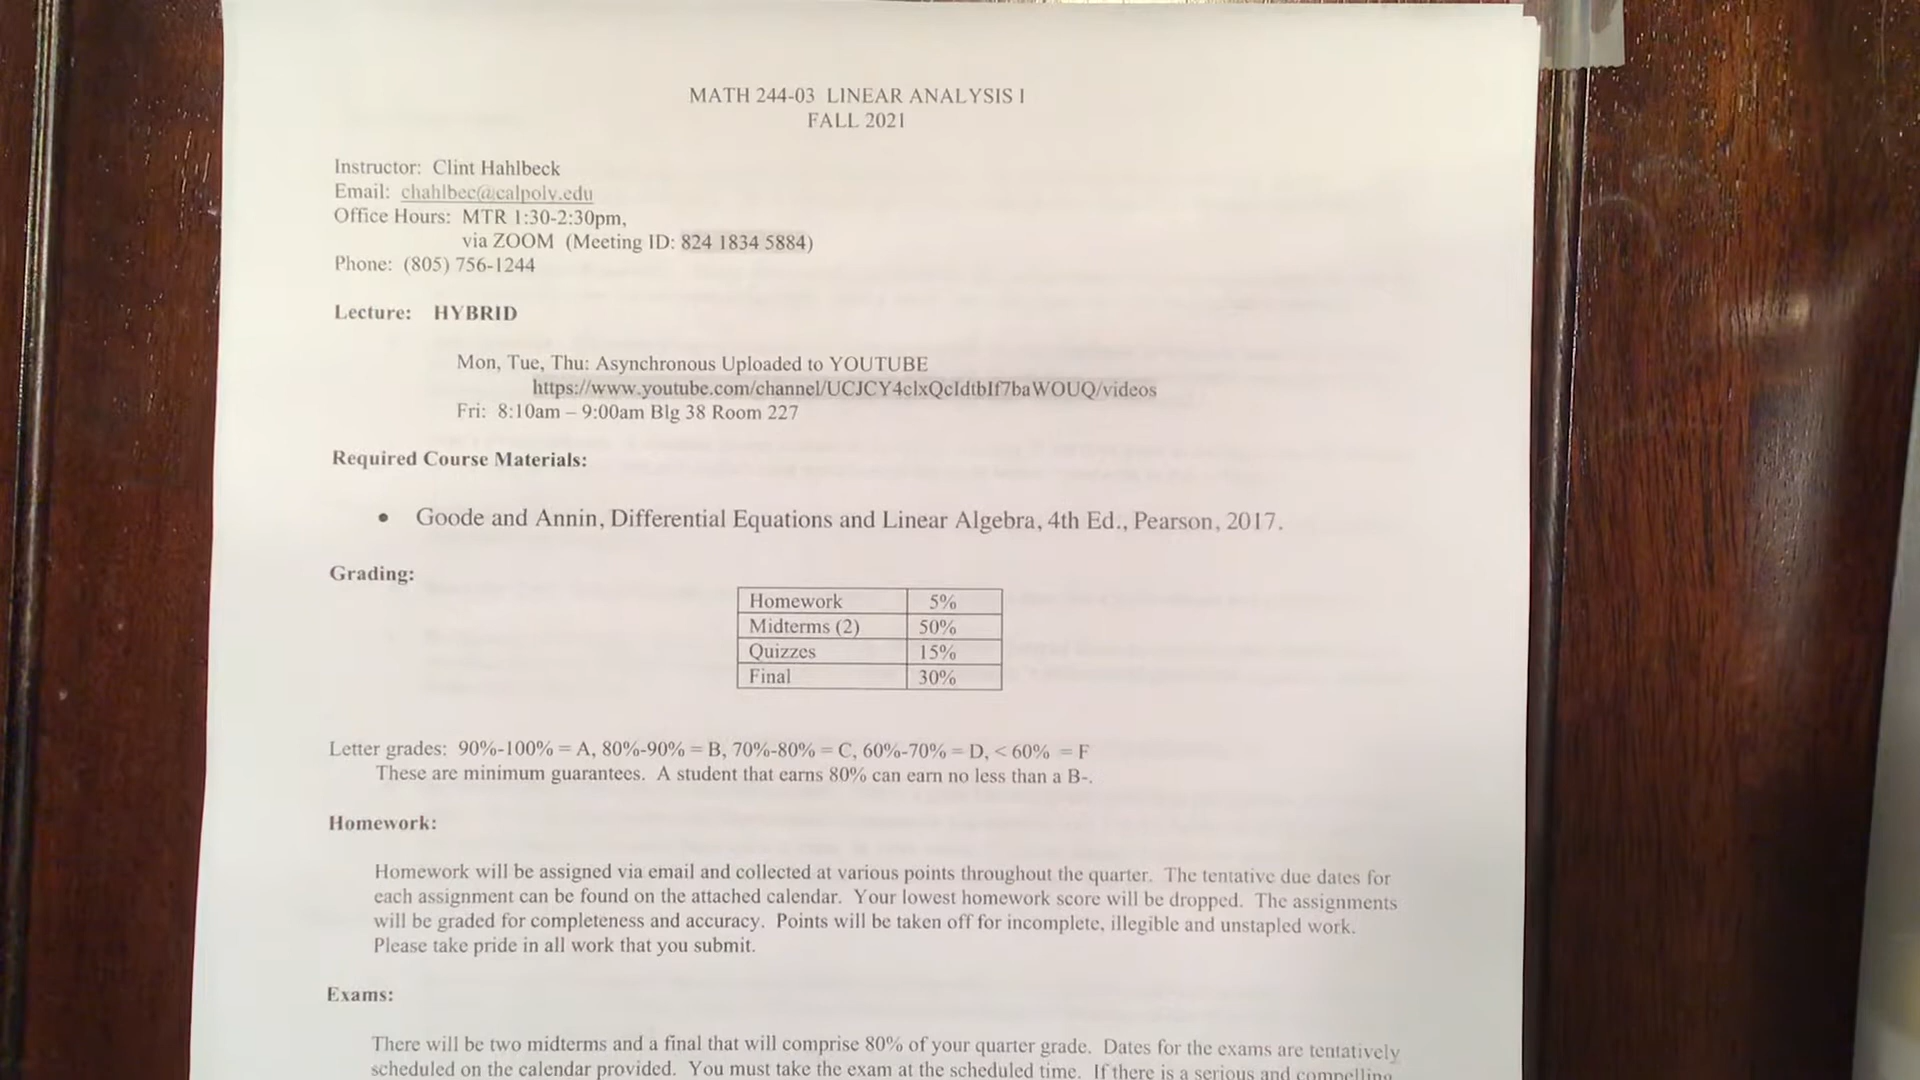 MATH 244-03 LINEAR ANALYSIS I
FALL 2021
Instructor: Clint Hahlbeck
Email: chahlbec@calpoly.edu
Office Hours: MTR 1:30-2:30pm,
via ZOOM (Meeting ID: 824 1834 5884)
Phone: (805) 756-1244
Lecture: HYBRID
Mon, Tue, Thu: Asynchronous Uploaded to YOUTUBE
https://www.youtube.com/channel/UCJCY4clxQcIdtbIf7baWOUQ/videos
Fri: 8:10am – 9:00am Blg 38 Room 227
Required Course Materials:
• Goode and Annin, Differential Equations and Linear Algebra, 4th Ed., Pearson, 2017.
Grading:
Homework 5%
Midterms (2) 50%
Quizzes 15%
Final 30%
Letter grades: 90%-100% = A, 80%-90% = B, 70%-80% = C, 60%-70% = D, < 60% = F
These are minimum guarantees. A student that earns 80% can earn no less than a B-.
Homework:
Homework will be assigned via email and collected at various points throughout the quarter. The tentative due dates for
each assignment can be found on the attached calendar. Your lowest homework score will be dropped. The assignments
will be graded for completeness and accuracy. Points will be taken off for incomplete, illegible and unstapled work.
Please take pride in all work that you submit.
Exams:
There will be two midterms and a final that will comprise 80% of your quarter grade. Dates for the exams are tentatively
scheduled on the calendar provided. You must take the exam at the scheduled time. If there is a serious and compelling